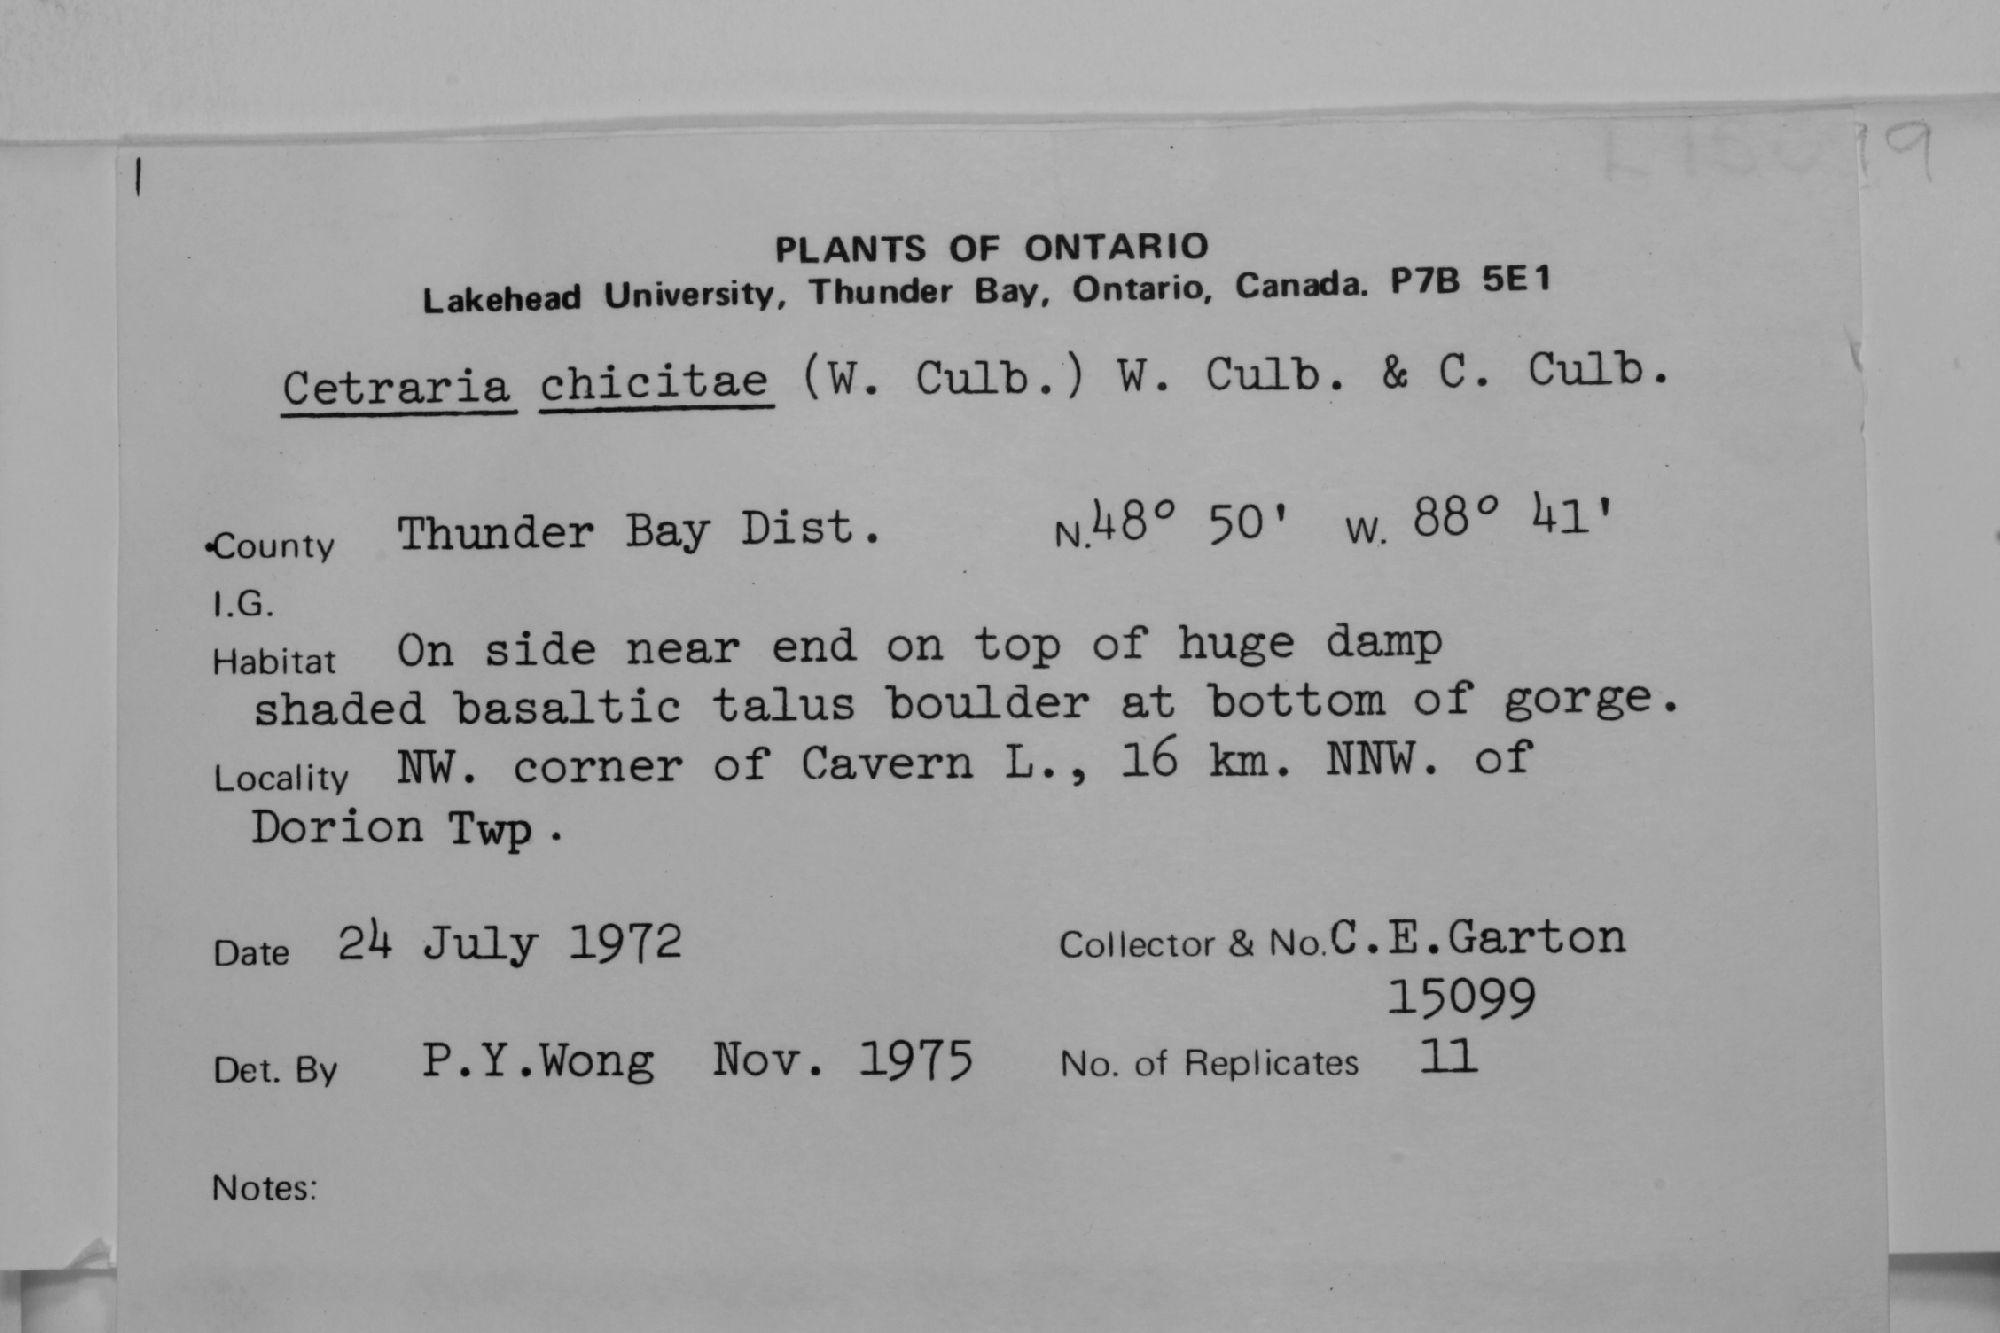 PLANTS OF ONTARIO
Lakehead University, Thunder Bay, Ontario, Canada. P7B 5E1
Cetraria chicitae (W. Culb.) W. Culb. & C. Culb.
County Thunder Bay Dist. N.48° 50' W. 88° 41'
I.G.
Habitat On side near end on top of huge damp
shaded basaltic talus boulder at bottom of gorge.
Locality NW. corner of Cavern L., 16 km. NNW. of
Dorion Twp.
Date 24 July 1972 Collector & No. C.E.Garton
15099
Det. By P.Y.Wong Nov. 1975 No. of Replicates 11
Notes: